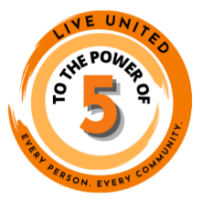 LIVE UNITED
TO THE POWER OF
5
EVERY PERSON. EVERY COMMUNITY.